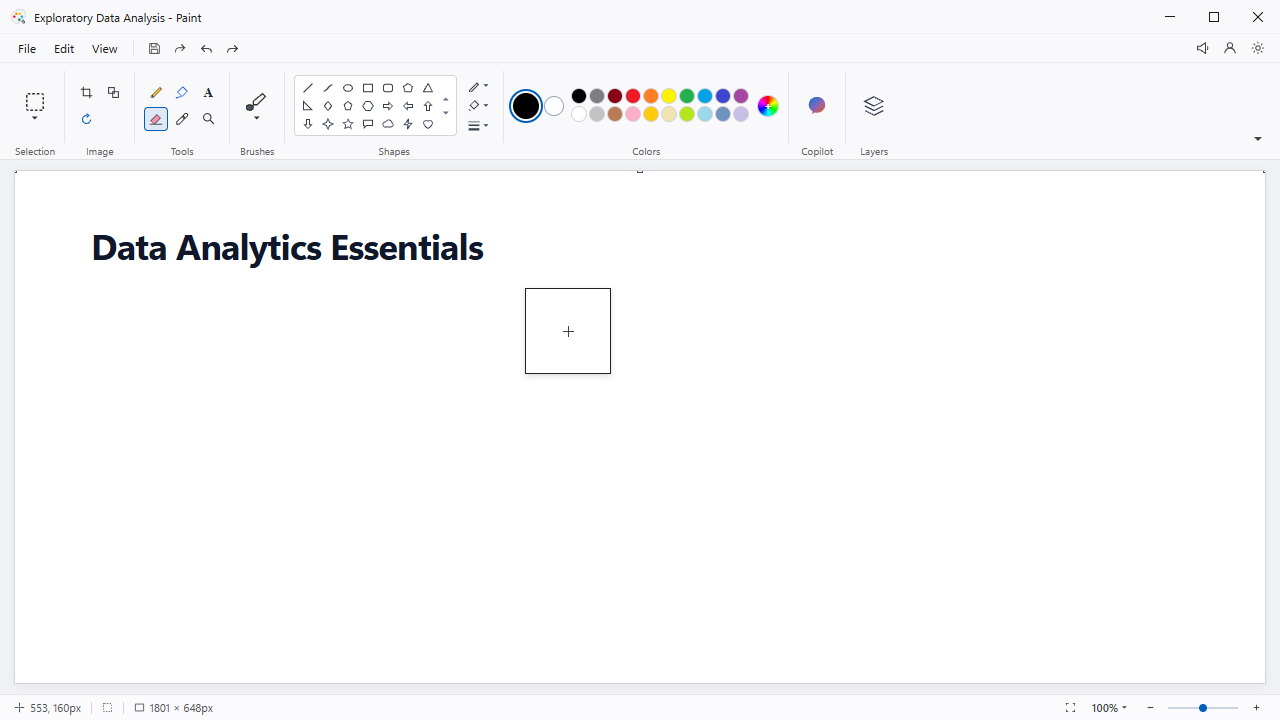 Exploratory Data Analysis - Paint
File Edit View
Selection
Image
Tools
Brushes
Shapes
Colors
Copilot
Layers
Data Analytics Essentials
553, 160px
1801 × 648px
100%